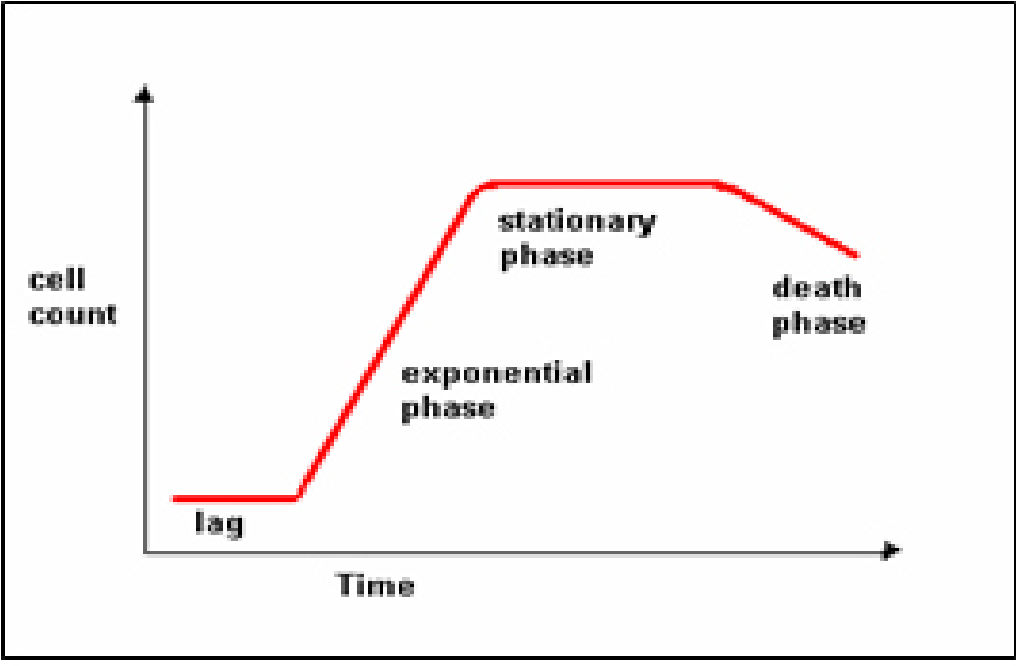 stationary
phase
cell
count
death
phase
exponential
phase
lag
Time